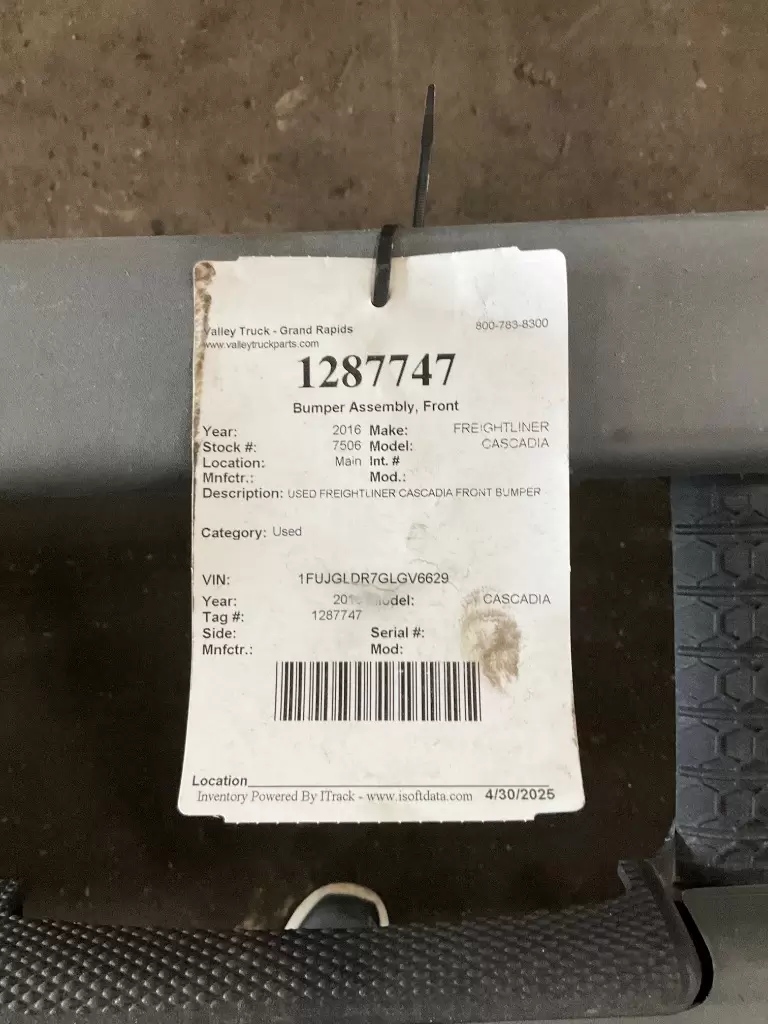 Valley Truck - Grand Rapids 800-783-8300
www.valleytruckparts.com
1287747
Bumper Assembly, Front
Year: 2016 Make: FREIGHTLINER
Stock #: 7506 Model: CASCADIA
Location: Main Int. #
Mnfctr.: Mod.:
Description: USED FREIGHTLINER CASCADIA FRONT BUMPER
Category: Used
VIN: 1FUJGLDR7GLGV6629
Year: Model: CASCADIA
Tag #: 1287747
Side: Serial #:
Mnfctr.: Mod:
Location
Inventory Powered By ITrack - www.isoftdata.com 4/30/2025